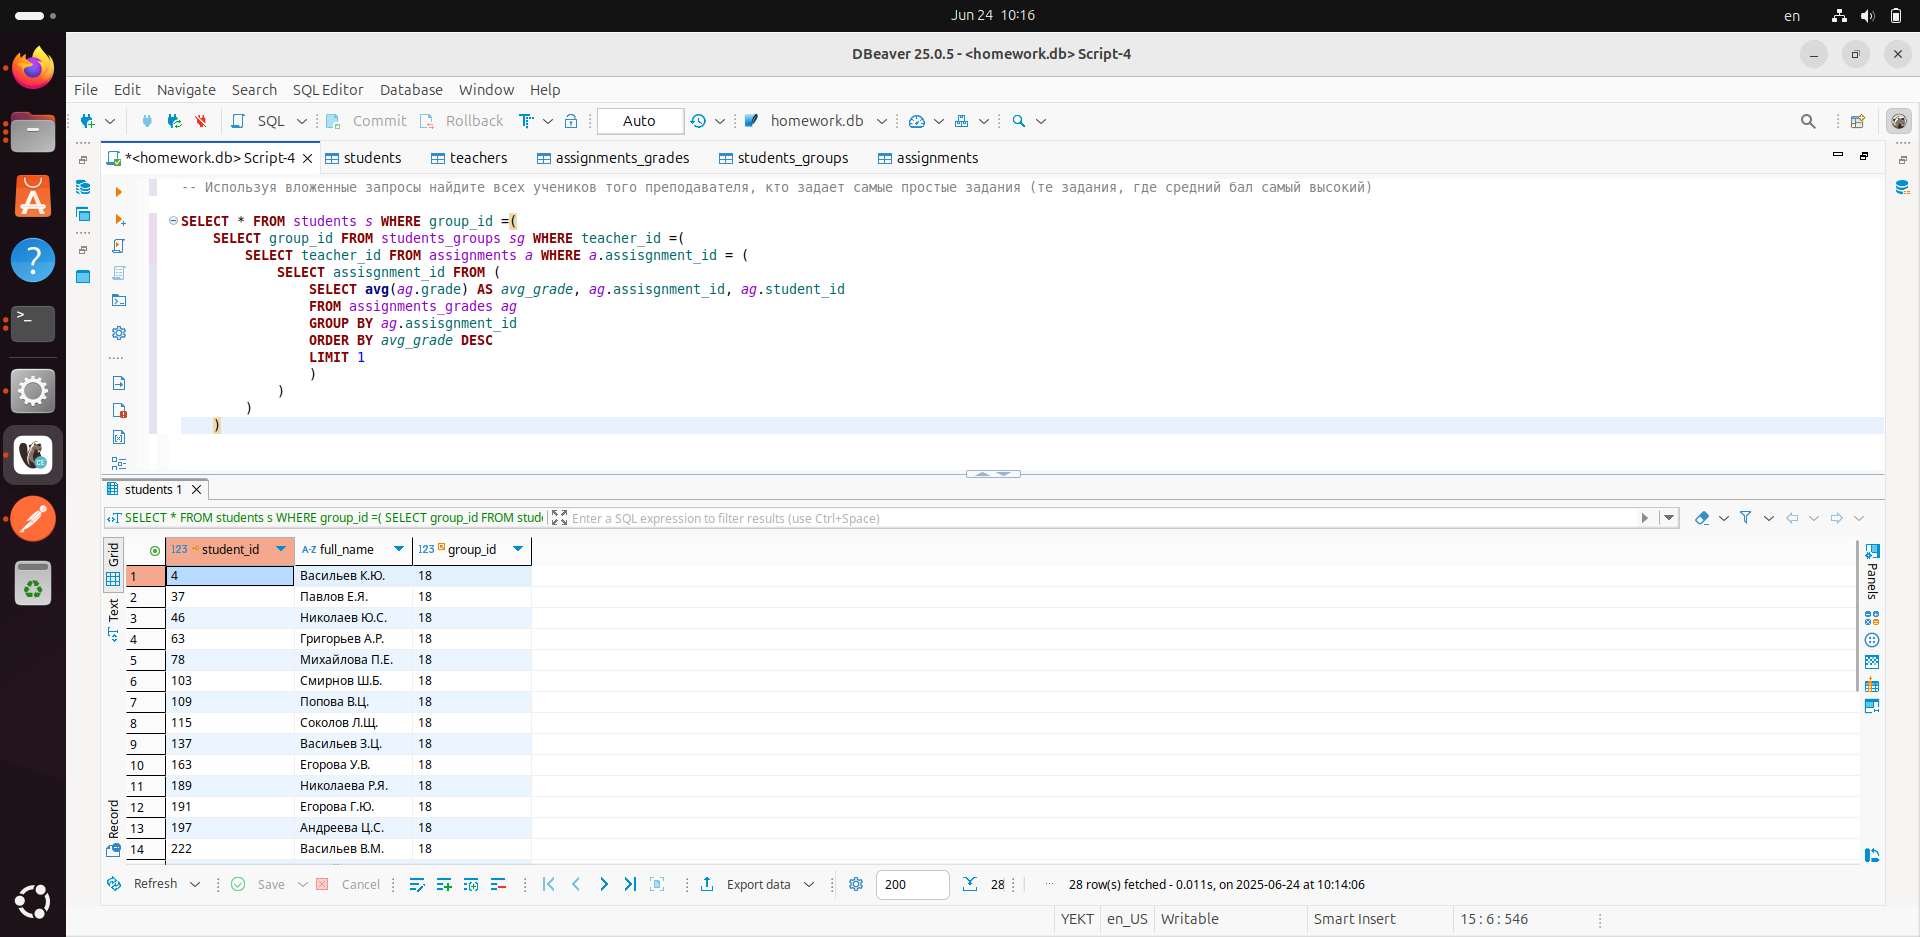 Jun 24 10:16
en
DBeaver 25.0.5 - <homework.db> Script-4
File Edit Navigate Search SQL Editor Database Window Help
SQL Commit Rollback Auto homework.db
*<homework.db> Script-4 students teachers assignments_grades students_groups assignments
-- Используя вложенные запросы найдите всех учеников того преподавателя, кто задает самые простые задания (те задания, где средний бал самый высокий)
SELECT * FROM students s WHERE group_id =(
SELECT group_id FROM students_groups sg WHERE teacher_id =(
SELECT teacher_id FROM assignments a WHERE a.assisgnment_id = (
SELECT assisgnment_id FROM (
SELECT avg(ag.grade) AS avg_grade, ag.assisgnment_id, ag.student_id
FROM assignments_grades ag
GROUP BY ag.assisgnment_id
ORDER BY avg_grade DESC
LIMIT 1
)
)
)
)
students 1
SELECT * FROM students s WHERE group_id =( SELECT group_id FROM stude Enter a SQL expression to filter results (use Ctrl+Space)
Grid
Text
Record
Panels
123 student_id A-Z full_name 123 group_id
1 4 Васильев К.Ю. 18
2 37 Павлов Е.Я. 18
3 46 Николаев Ю.С. 18
4 63 Григорьев А.Р. 18
5 78 Михайлова П.Е. 18
6 103 Смирнов Ш.Б. 18
7 109 Попова В.Ц. 18
8 115 Соколов Л.Щ. 18
9 137 Васильев З.Ц. 18
10 163 Егорова У.В. 18
11 189 Николаева Р.Я. 18
12 191 Егорова Г.Ю. 18
13 197 Андреева Ц.С. 18
14 222 Васильев В.М. 18
Refresh Save Cancel Export data 200 28 28 row(s) fetched - 0.011s, on 2025-06-24 at 10:14:06
YEKT en_US Writable Smart Insert 15 : 6 : 546